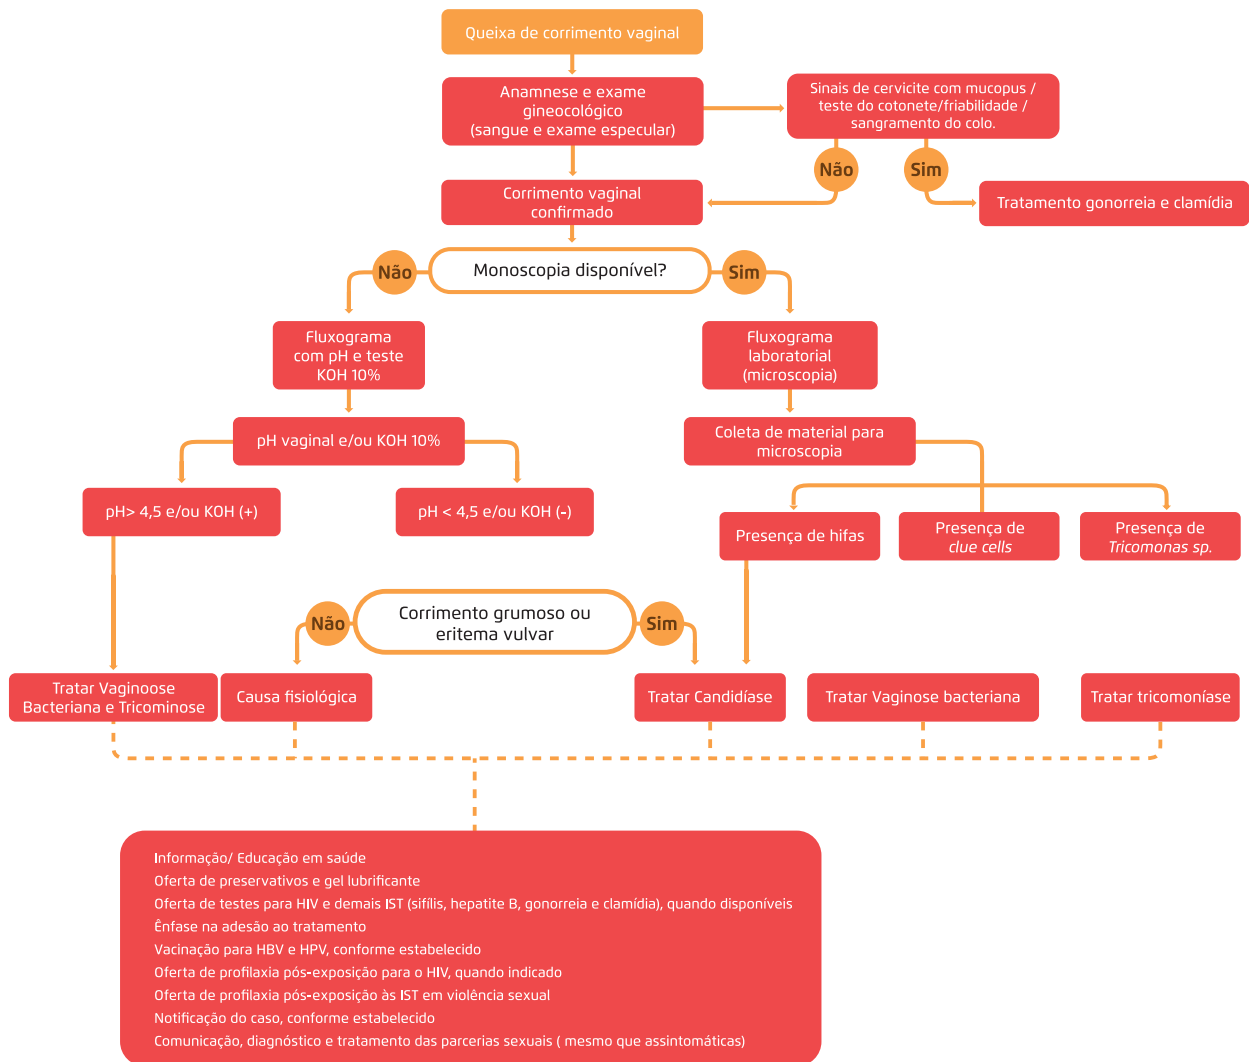 Queixa de corrimento vaginal
Anamnese e exame
gineocológico
(sangue e exame especular)
Sinais de cervicite com mucopus /
teste do cotonete/friabilidade /
sangramento do colo.
Não
Sim
Corrimento vaginal
confirmado
Tratamento gonorreia e clamídia
Não
Monoscopia disponível?
Sim
Fluxograma
com pH e teste
KOH 10%
Fluxograma
laboratorial
(microscopia)
pH vaginal e/ou KOH 10%
Coleta de material para
microscopia
pH> 4,5 e/ou KOH (+)
pH < 4,5 e/ou KOH (-)
Presença de hifas
Presença de
clue cells
Presença de
Tricomonas sp.
Não
Corrimento grumoso ou
eritema vulvar
Sim
Tratar Vaginoose
Bacteriana e Tricominose
Causa fisiológica
Tratar Candidíase
Tratar Vaginose bacteriana
Tratar tricomoníase
Informação/ Educação em saúde
Oferta de preservativos e gel lubrificante
Oferta de testes para HIV e demais IST (sifílis, hepatite B, gonorreia e clamídia), quando disponíveis
Ênfase na adesão ao tratamento
Vacinação para HBV e HPV, conforme estabelecido
Oferta de profilaxia pós-exposição para o HIV, quando indicado
Oferta de profilaxia pós-exposição às IST em violência sexual
Notificação do caso, conforme estabelecido
Comunicação, diagnóstico e tratamento das parcerias sexuais ( mesmo que assintomáticas)